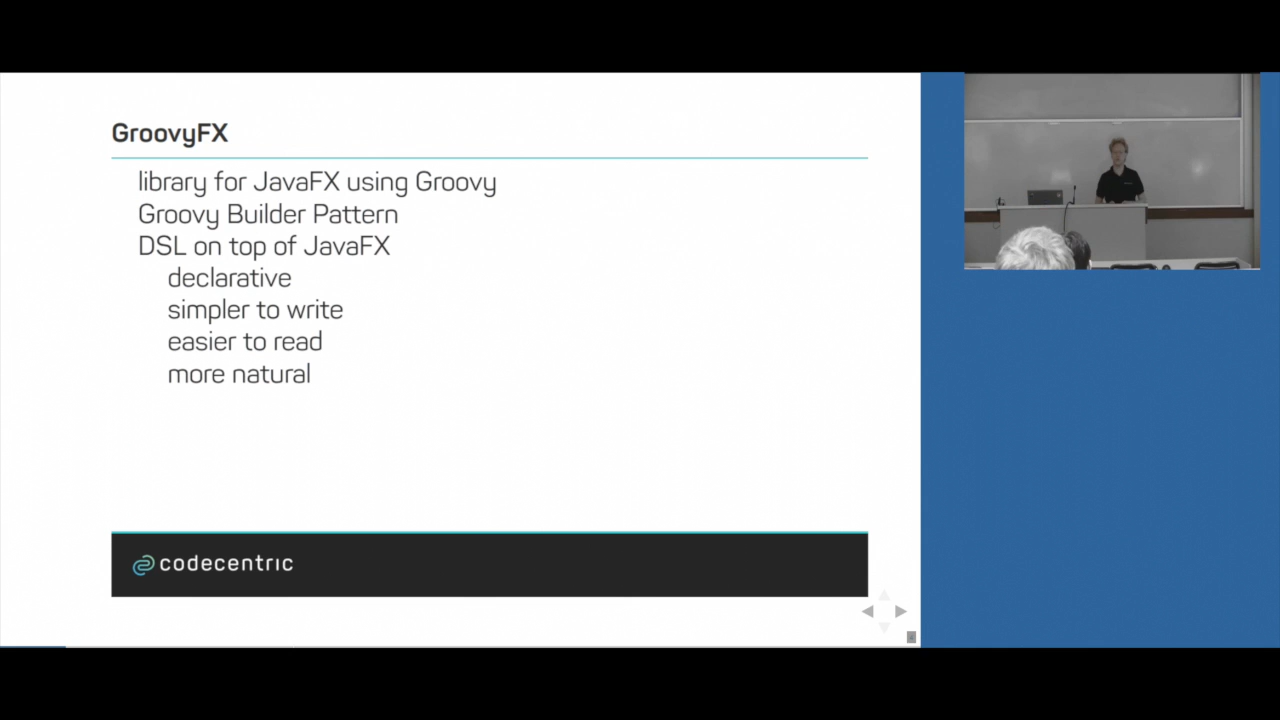 GroovyFX
library for JavaFX using Groovy
Groovy Builder Pattern
DSL on top of JavaFX
declarative
simpler to write
easier to read
more natural
codecentric